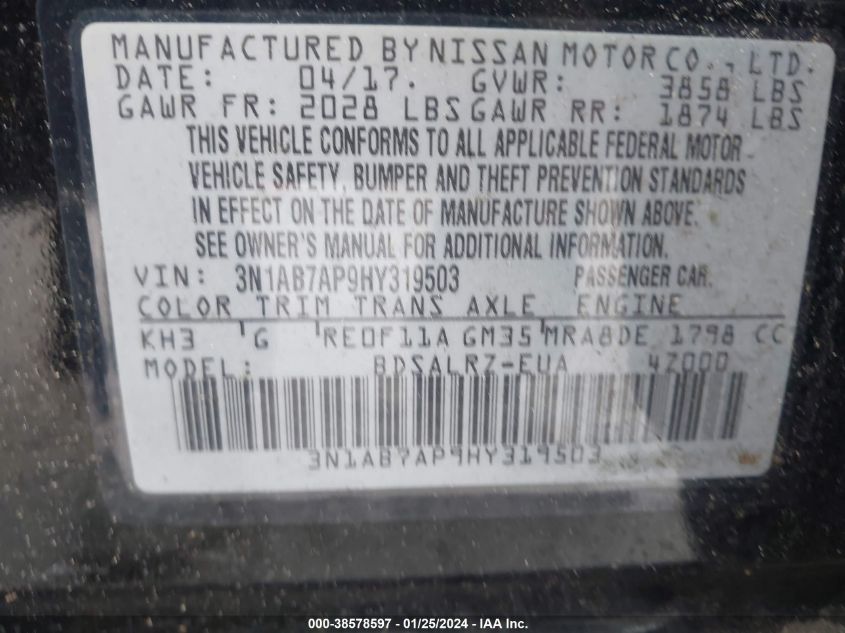 MANUFACTURED BY NISSAN MOTOR CO., LTD.
DATE: 04/17. GVWR: 3858 LBS
GAWR FR: 2028 LBS GAWR RR: 1874 LBS
THIS VEHICLE CONFORMS TO ALL APPLICABLE FEDERAL MOTOR
VEHICLE SAFETY, BUMPER AND THEFT PREVENTION STANDARDS
IN EFFECT ON THE DATE OF MANUFACTURE SHOWN ABOVE.
SEE OWNER'S MANUAL FOR ADDITIONAL INFORMATION.
VIN: 3N1AB7AP9HY319503 PASSENGER CAR.
COLOR TRIM TRANS AXLE ENGINE
KH3 G RE0F11A GM35 MRA8DE 1798 CC
MODEL: BDSALRZ-EUA 4Z000
3N1AB7AP9HY319503
000-38578597 - 01/25/2024 - IAA Inc.